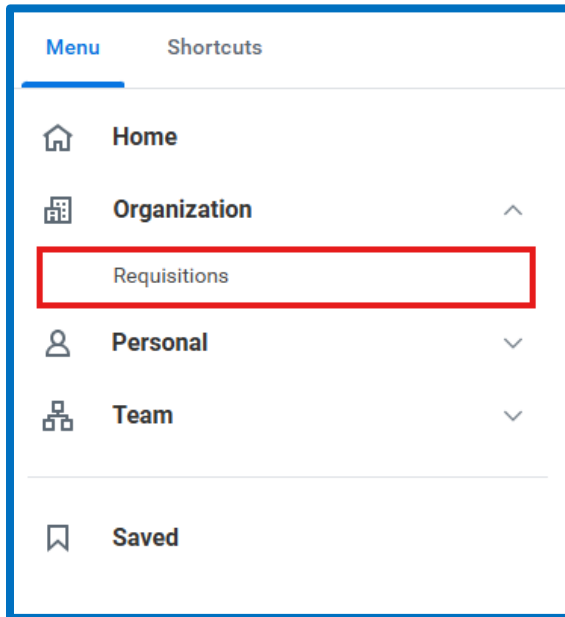 Menu Shortcuts
Home
Organization
Requisitions
Personal
Team
Saved